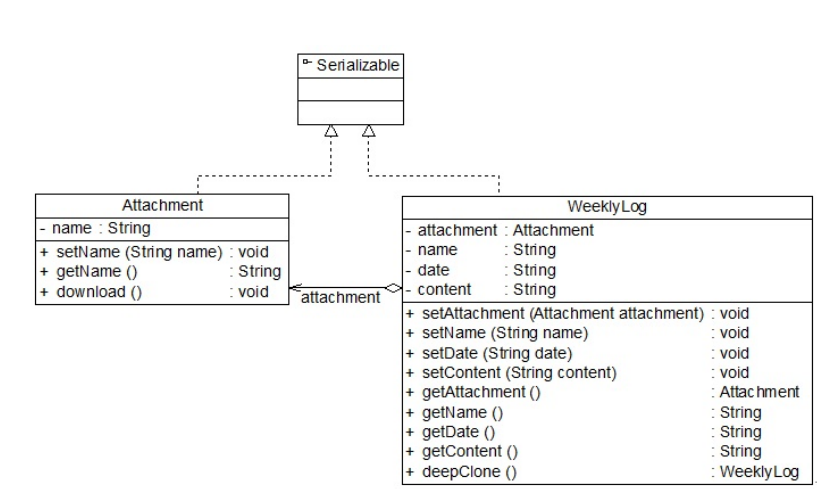 Serializable
Attachment
- name : String
+ setName (String name) : void
+ getName () : String
+ download () : void
attachment
WeeklyLog
- attachment : Attachment
- name : String
- date : String
- content : String
+ setAttachment (Attachment attachment) : void
+ setName (String name) : void
+ setDate (String date) : void
+ setContent (String content) : void
+ getAttachment () : Attachment
+ getName () : String
+ getDate () : String
+ getContent () : String
+ deepClone () : WeeklyLog